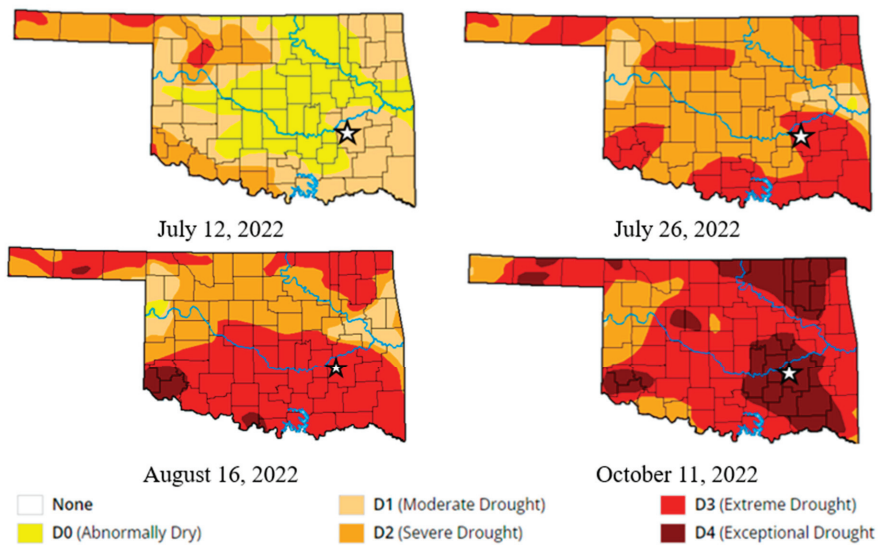 July 12, 2022
July 26, 2022
August 16, 2022
October 11, 2022
None
D0 (Abnormally Dry)
D1 (Moderate Drought)
D2 (Severe Drought)
D3 (Extreme Drought)
D4 (Exceptional Drought